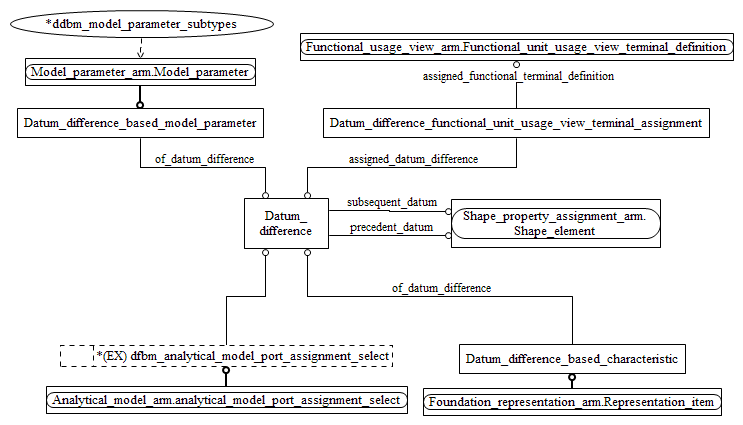 *ddbm_model_parameter_subtypes
Functional_usage_view_arm.Functional_unit_usage_view_terminal_definition
Model_parameter_arm.Model_parameter
assigned_functional_terminal_definition
Datum_difference_based_model_parameter
Datum_difference_functional_unit_usage_view_terminal_assignment
of_datum_difference
assigned_datum_difference
Datum_
difference
subsequent_datum
precedent_datum
Shape_property_assignment_arm.
Shape_element
of_datum_difference
*(EX) dfbm_analytical_model_port_assignment_select
Datum_difference_based_characteristic
Analytical_model_arm.analytical_model_port_assignment_select
Foundation_representation_arm.Representation_item